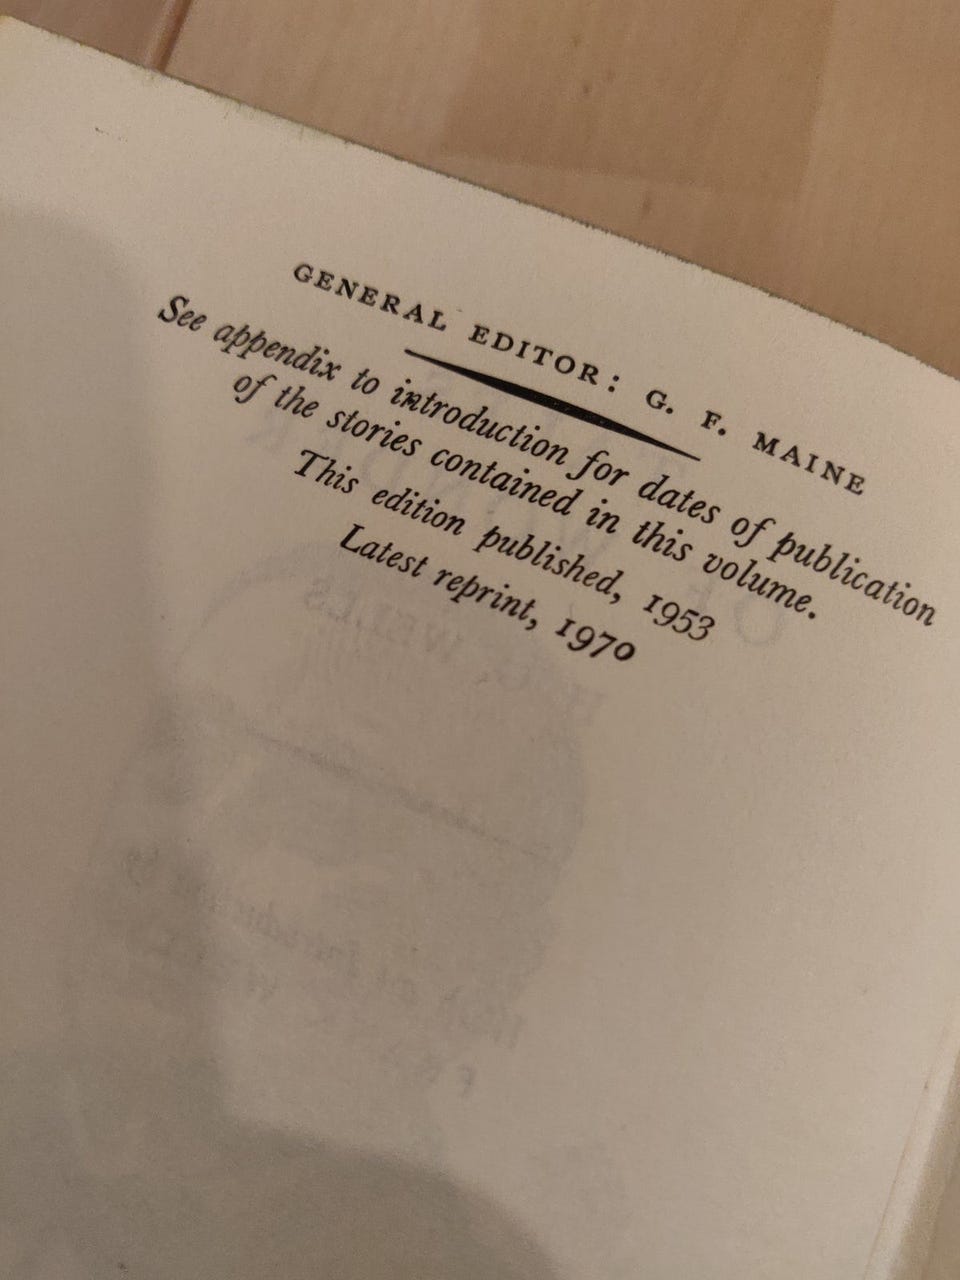 GENERAL EDITOR: G. F. MAINE
See appendix to introduction for dates of publication
of the stories contained in this volume.
This edition published, 1953
Latest reprint, 1970